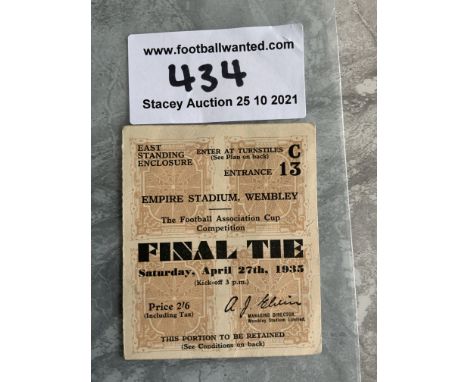 www.footballwanted.com
434
Stacey Auction 25 10 2021
EAST
STANDING
ENCLOSURE
ENTER AT TURNSTILES
(See Plan on back)
C
ENTRANCE 13
EMPIRE STADIUM, WEMBLEY
The Football Association Cup
Competition
FINAL TIE
Saturday, April 27th, 1935
(Kick-off 3 p.m.)
Price 2/6
(Including Tax)
A J Elvin
MANAGING DIRECTOR,
Wembley Stadium Limited.
THIS PORTION TO BE RETAINED
(See Conditions on back)